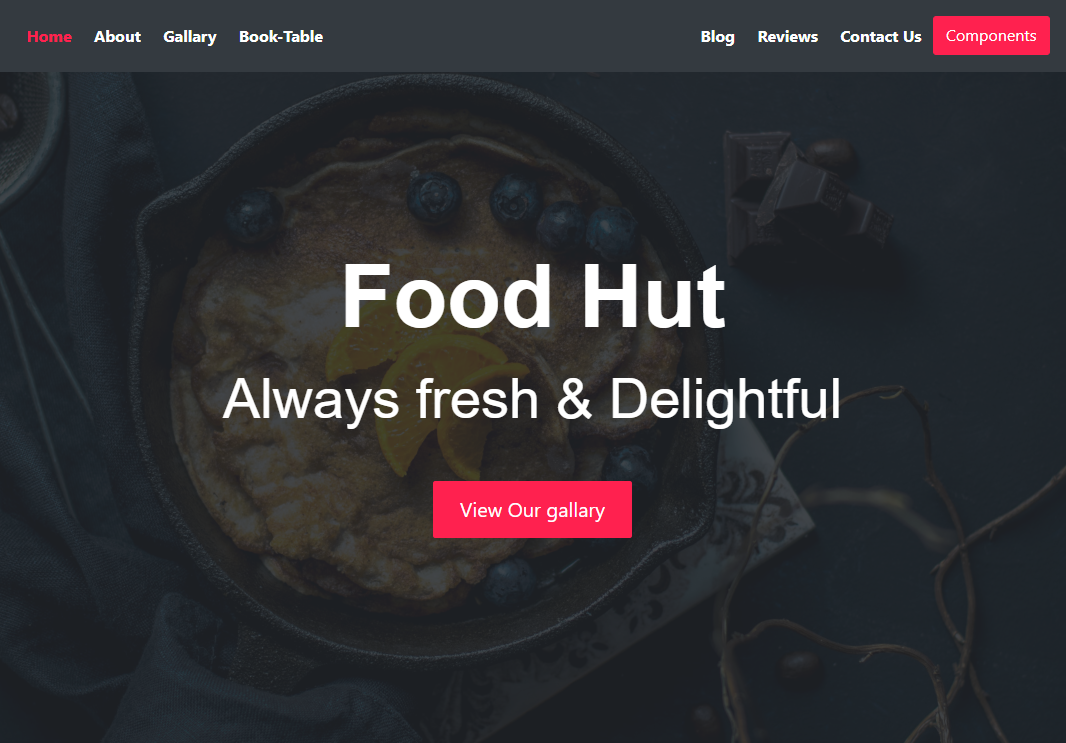 Home About Gallary Book-Table Blog Reviews Contact Us Components
Food Hut
Always fresh & Delightful
View Our gallary